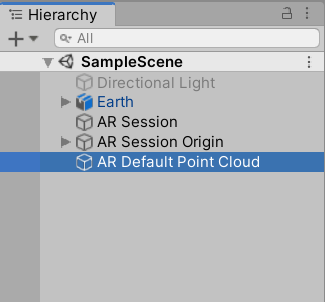 Hierarchy
All
SampleScene
Directional Light
Earth
AR Session
AR Session Origin
AR Default Point Cloud